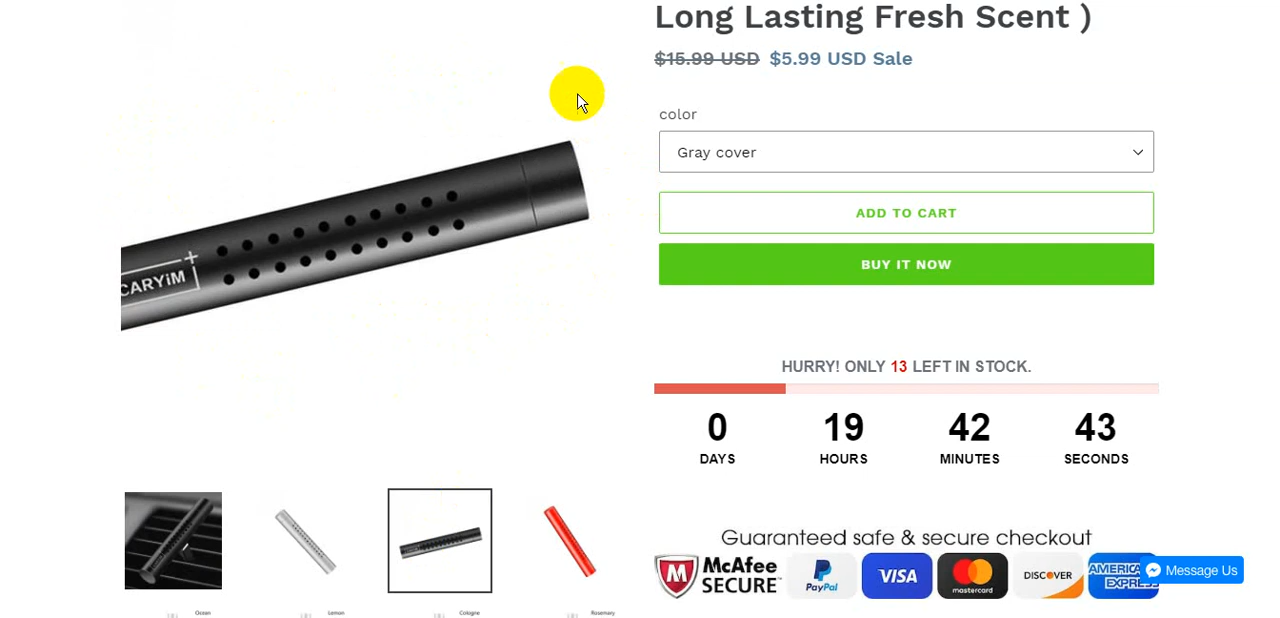 Long Lasting Fresh Scent )
$15.99 USD $5.99 USD Sale
color
Gray cover
ADD TO CART
BUY IT NOW
CARYiM
HURRY! ONLY 13 LEFT IN STOCK.
0 19 42 43
DAYS HOURS MINUTES SECONDS
Guaranteed safe & secure checkout
McAfee
SECURE™
PayPal
VISA
mastercard
DISCOVER
AMERICAN
EXPRESS
Message Us
Ocean Lemon Cologne Rosemary